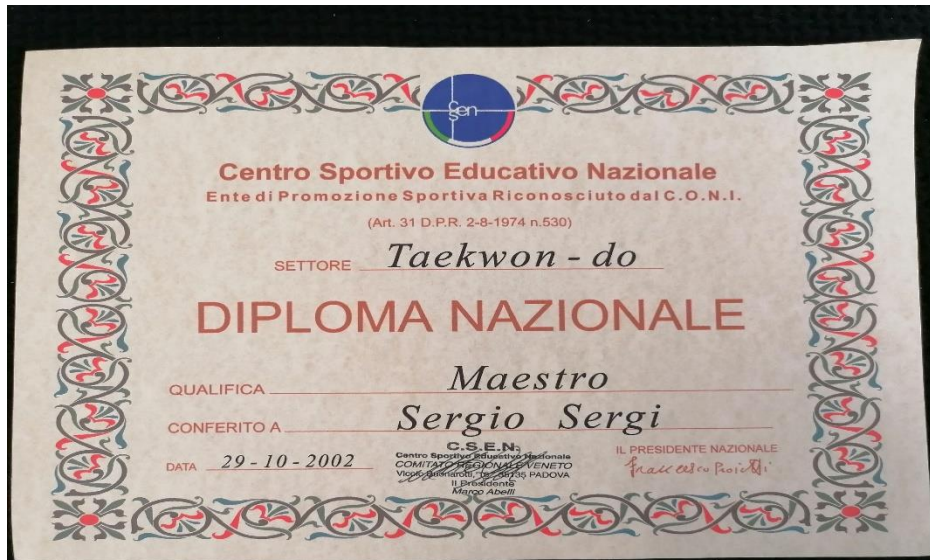 csen
Centro Sportivo Educativo Nazionale
Ente di Promozione Sportiva Riconosciuto dal C.O.N.I.
(Art. 31 D.P.R. 2-8-1974 n.530)
SETTORE Taekwon - do
DIPLOMA NAZIONALE
QUALIFICA Maestro
CONFERITO A Sergio Sergi
DATA 29 - 10 - 2002
C.S.E.N.
Centro Sportivo Educativo Nazionale
COMITATO REGIONALE VENETO
PADOVA
Il Presidente
Marco Abelli
IL PRESIDENTE NAZIONALE